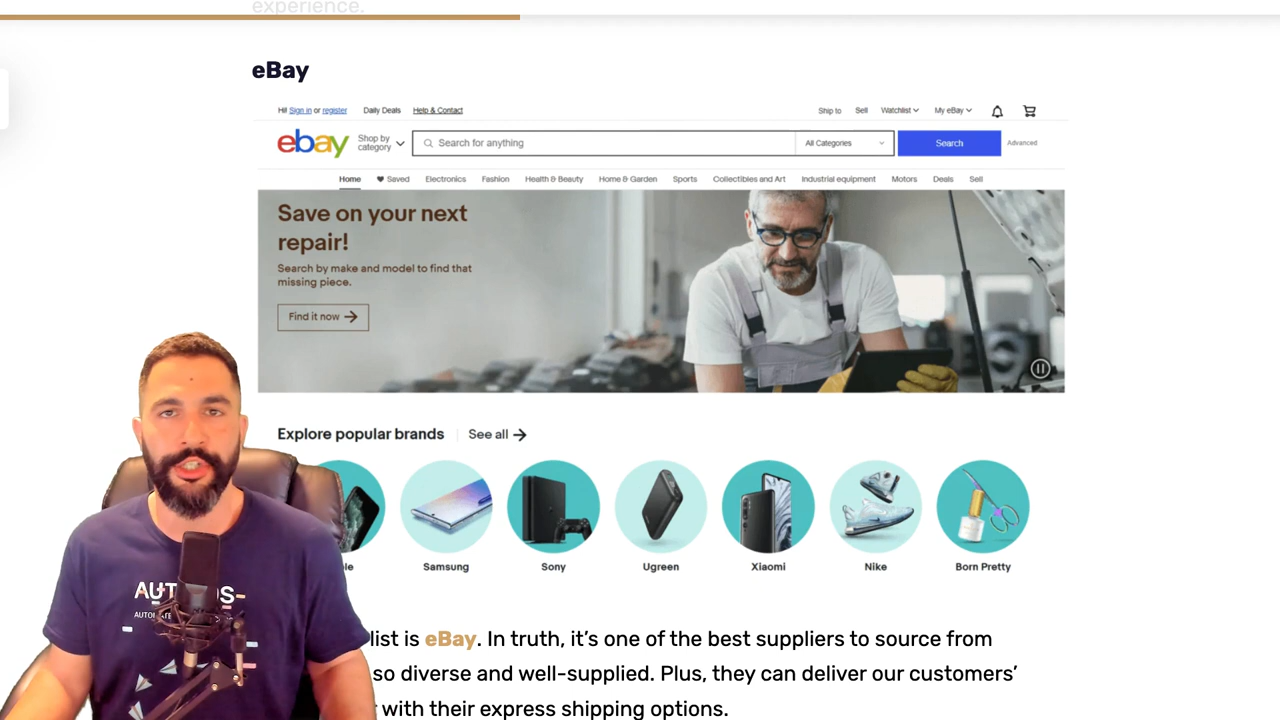 experience.
eBay
Hi! Sign in or register Daily Deals Help & Contact Ship to Sell Watchlist My eBay
ebay Shop by category Search for anything All Categories Search Advanced
Home Saved Electronics Fashion Health & Beauty Home & Garden Sports Collectibles and Art Industrial equipment Motors Deals Sell
Save on your next
repair!
Search by make and model to find that
missing piece.
Find it now
Explore popular brands See all
Samsung Sony Ugreen Xiaomi Nike Born Pretty
list is eBay. In truth, it’s one of the best suppliers to source from
so diverse and well-supplied. Plus, they can deliver our customers’
with their express shipping options.